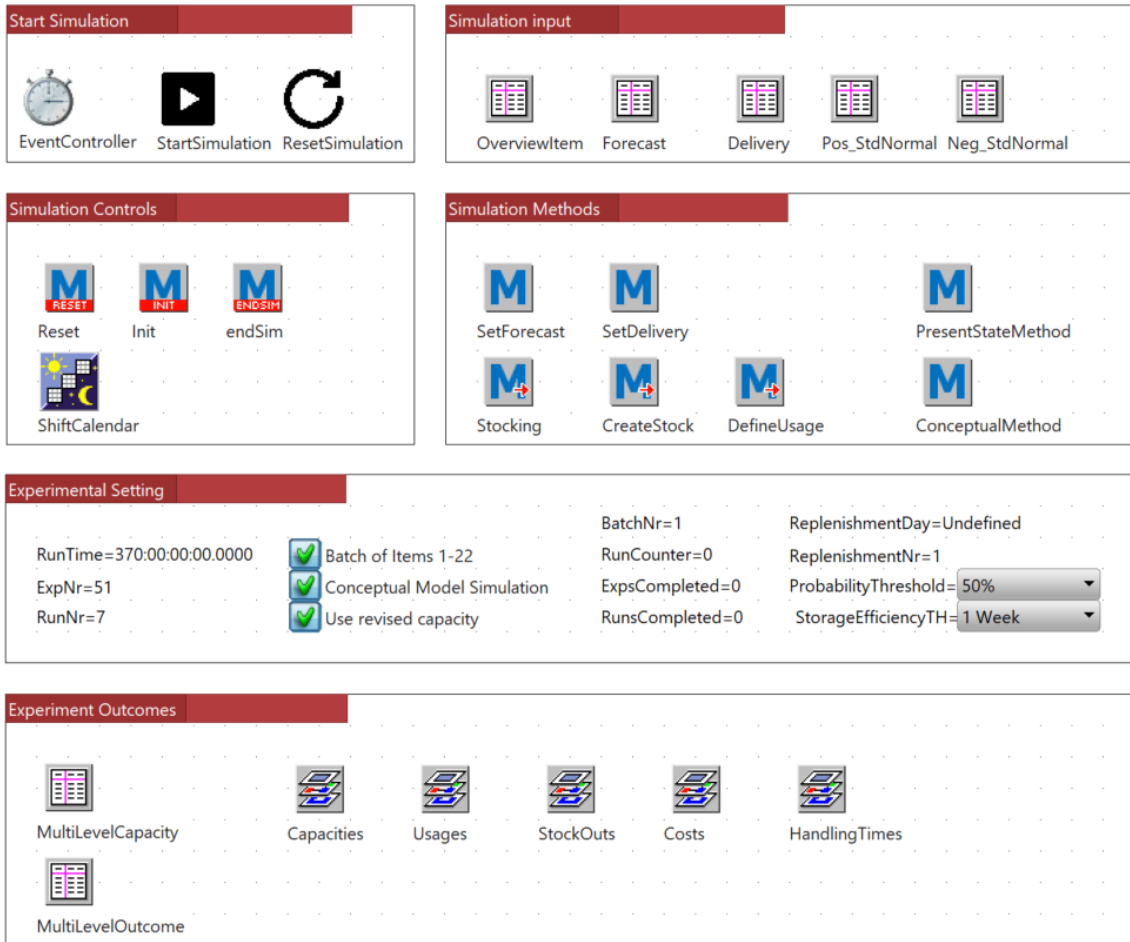 Start Simulation
EventController
StartSimulation
ResetSimulation
Simulation input
OverviewItem
Forecast
Delivery
Pos_StdNormal
Neg_StdNormal
Simulation Controls
RESET
INIT
ENDSIM
Reset
Init
endSim
ShiftCalendar
Simulation Methods
M
M
M
SetForecast
SetDelivery
PresentStateMethod
M
M
M
M
Stocking
CreateStock
DefineUsage
ConceptualMethod
Experimental Setting
RunTime=370:00:00:00.0000
ExpNr=51
RunNr=7
Batch of Items 1-22
Conceptual Model Simulation
Use revised capacity
BatchNr=1
RunCounter=0
ExpsCompleted=0
RunsCompleted=0
ReplenishmentDay=Undefined
ReplenishmentNr=1
ProbabilityThreshold= 50%
StorageEfficiencyTH= 1 Week
Experiment Outcomes
MultiLevelCapacity
Capacities
Usages
StockOuts
Costs
HandlingTimes
MultiLevelOutcome